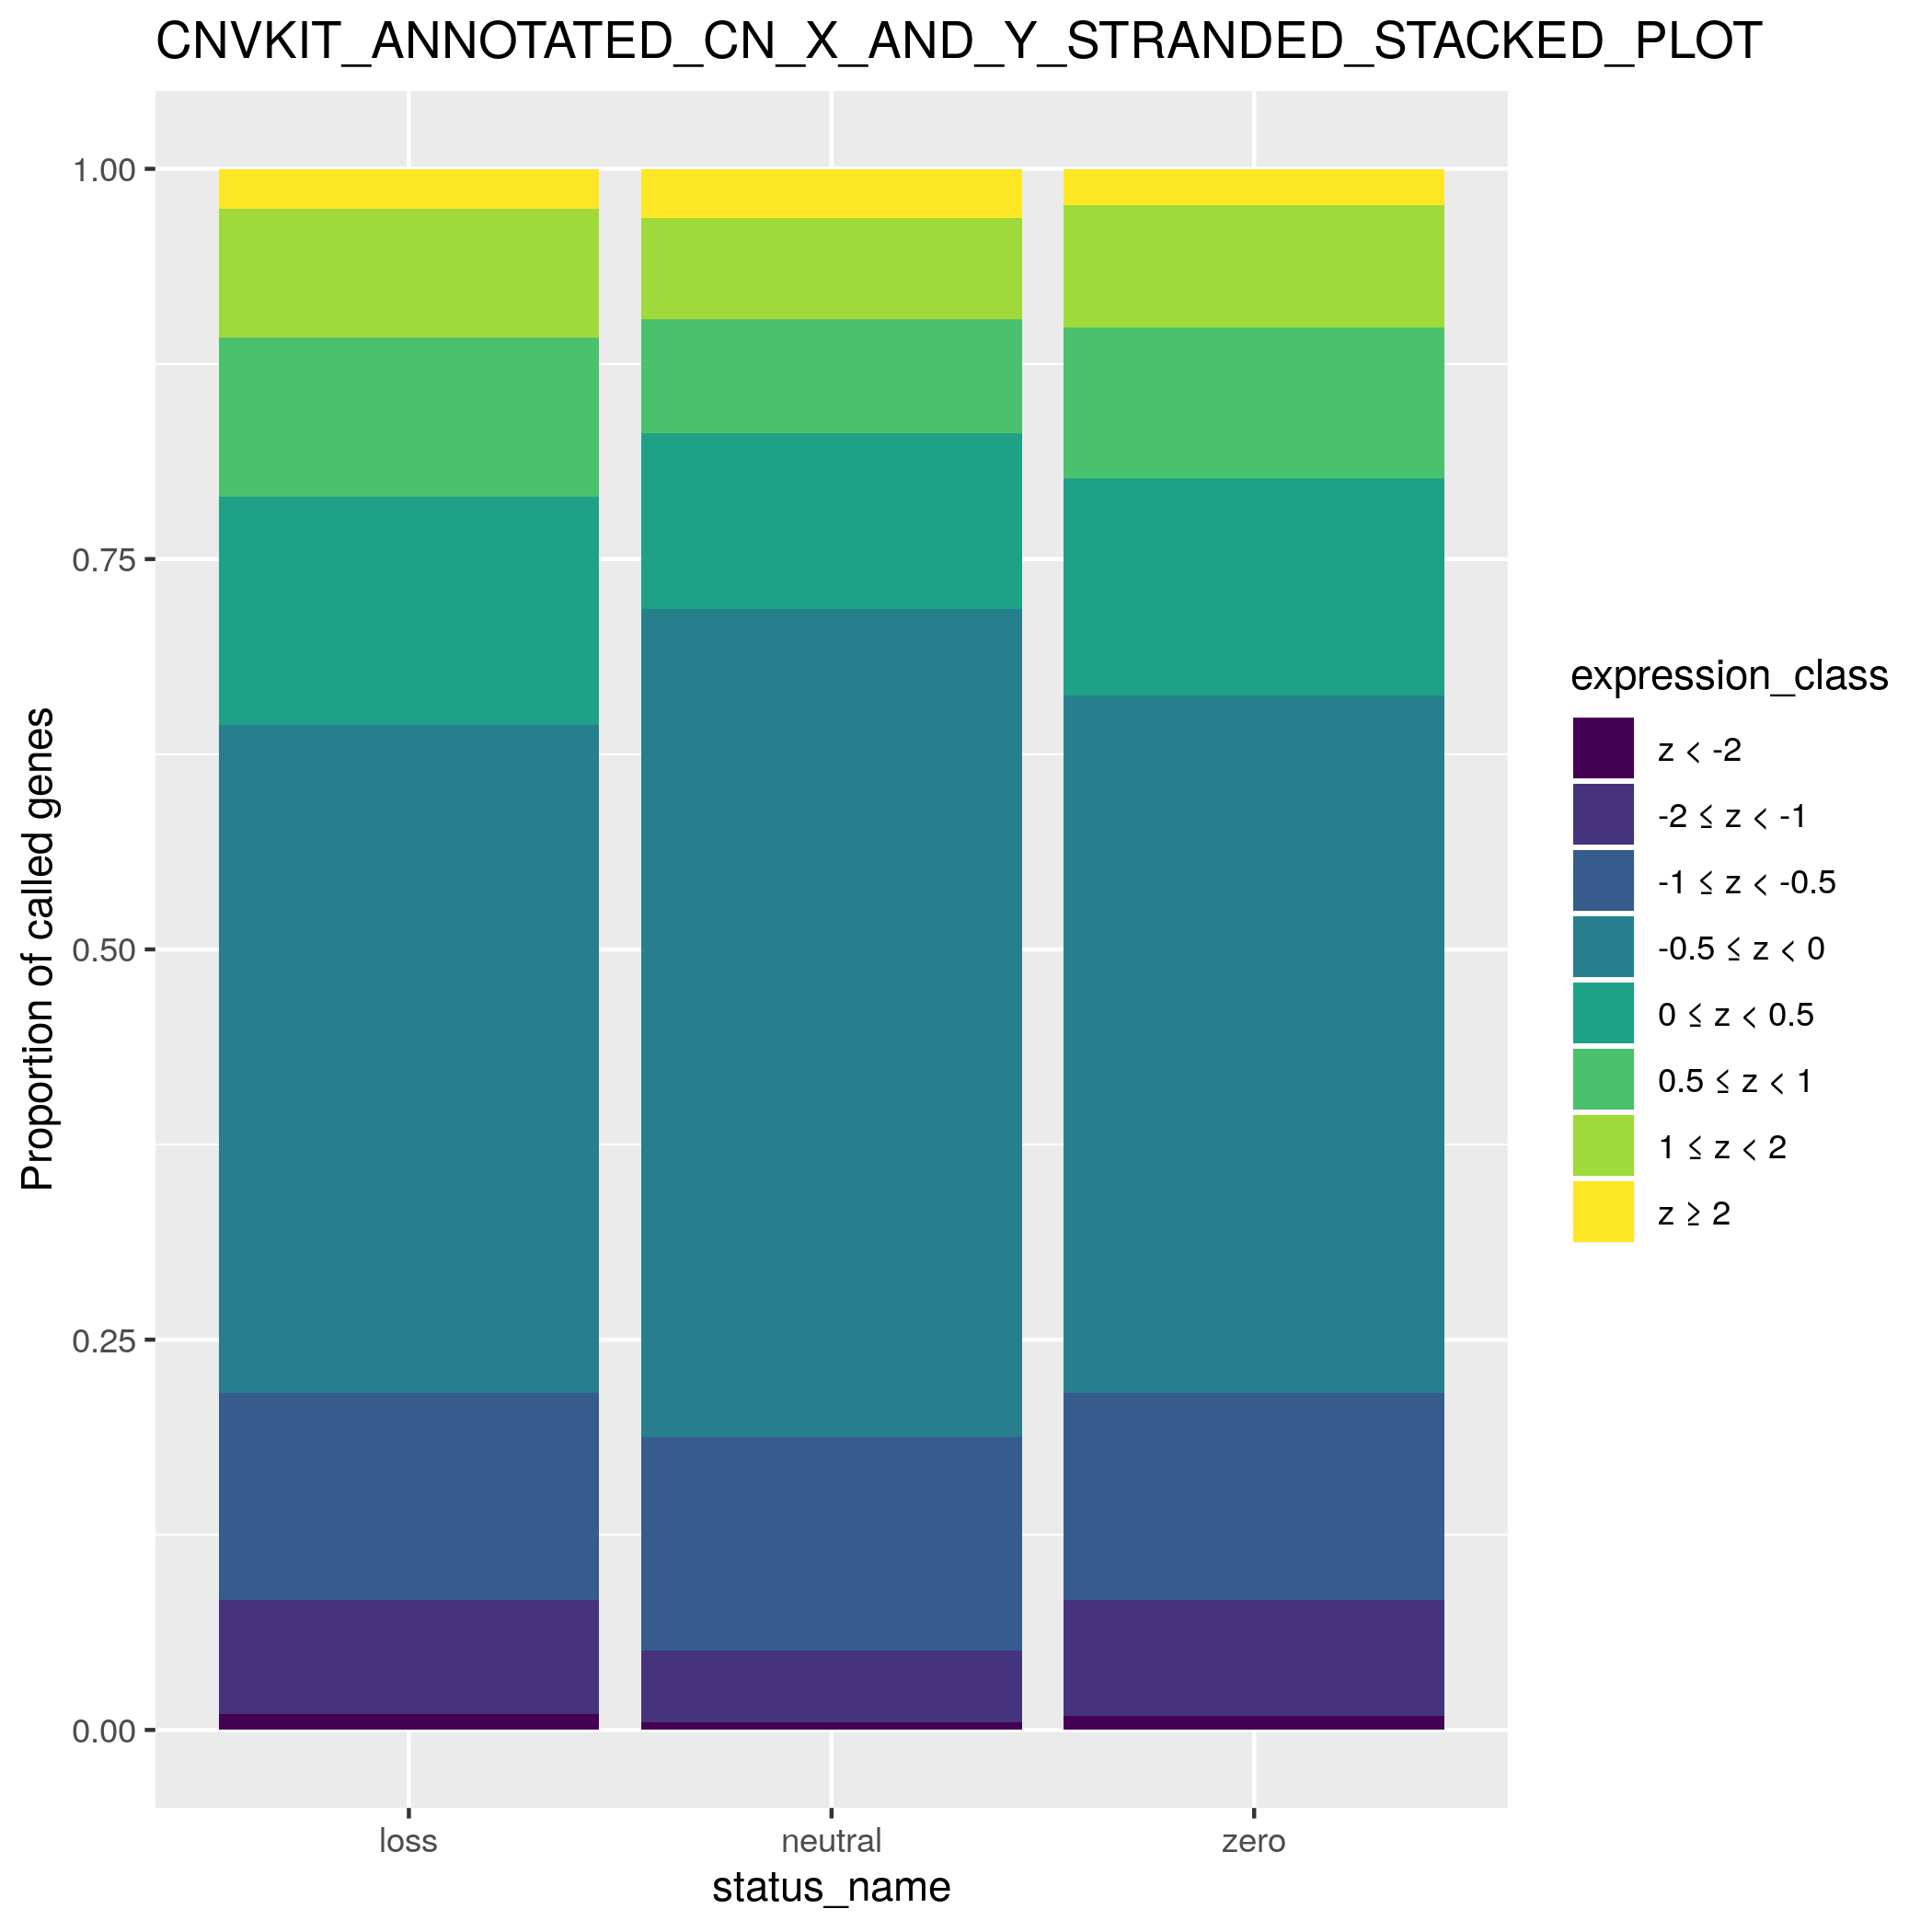 CNVKIT_ANNOTATED_CN_X_AND_Y_STRANDED_STACKED_PLOT
Proportion of called genes
1.00
0.75
0.50
0.25
0.00
loss neutral zero
status_name
expression_class
z < -2
-2 ≤ z < -1
-1 ≤ z < -0.5
-0.5 ≤ z < 0
0 ≤ z < 0.5
0.5 ≤ z < 1
1 ≤ z < 2
z ≥ 2